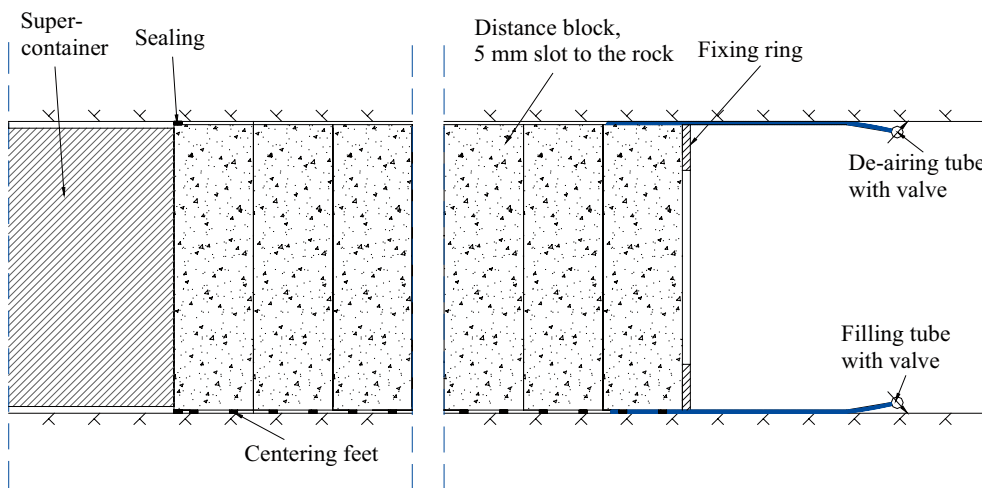 Super-
container
Sealing
Distance block,
5 mm slot to the rock
Fixing ring
De-airing tube
with valve
Filling tube
with valve
Centering feet